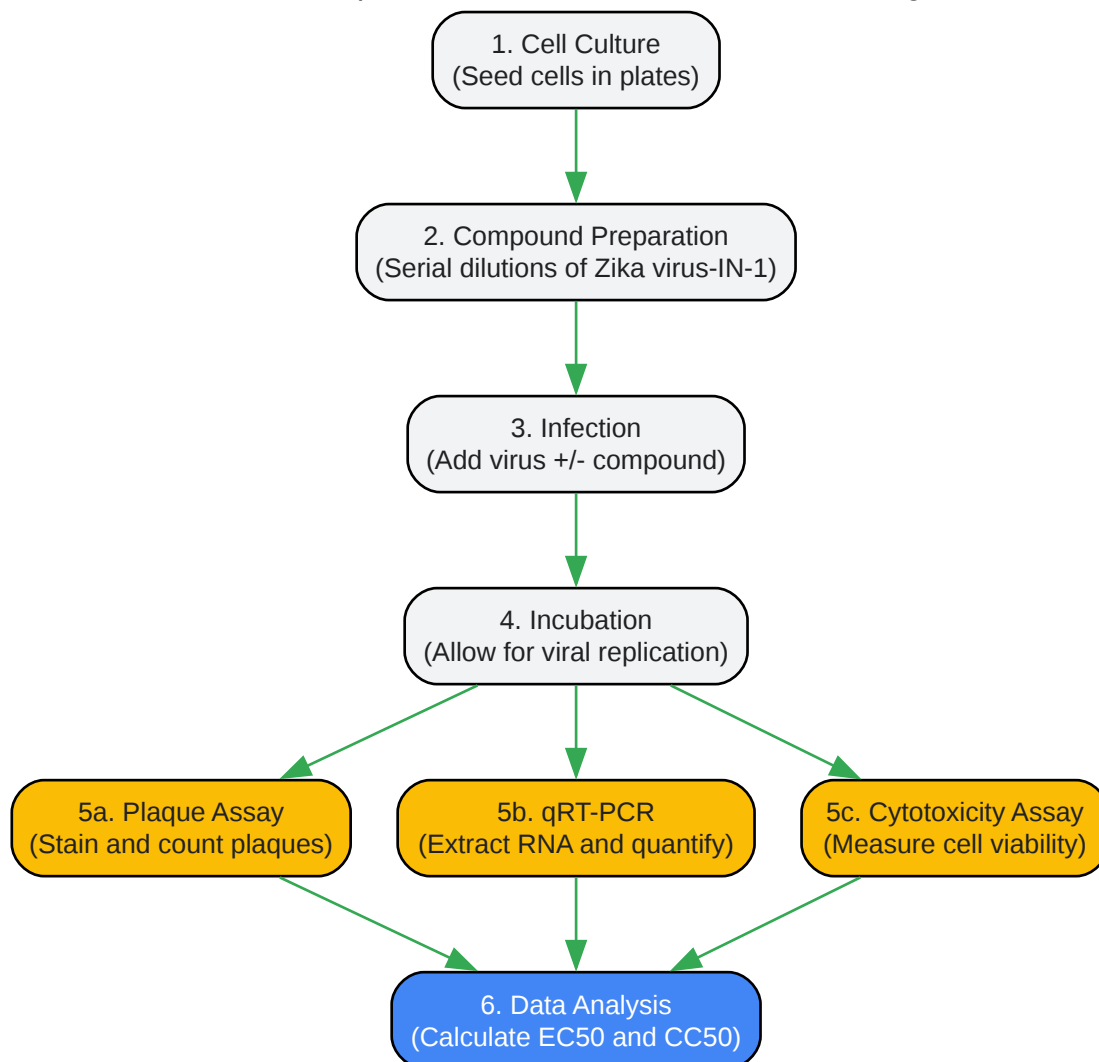 1. Cell Culture
(Seed cells in plates)
2. Compound Preparation
(Serial dilutions of Zika virus-IN-1)
3. Infection
(Add virus +/- compound)
4. Incubation
(Allow for viral replication)
5a. Plaque Assay
(Stain and count plaques)
5b. qRT-PCR
(Extract RNA and quantify)
5c. Cytotoxicity Assay
(Measure cell viability)
6. Data Analysis
(Calculate EC50 and CC50)